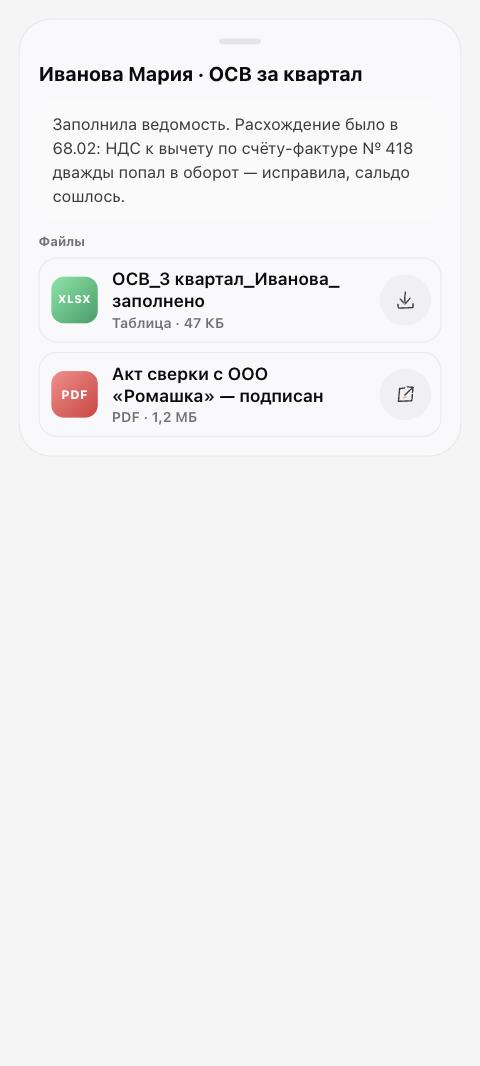 Иванова Мария · ОСВ за квартал
Заполнила ведомость. Расхождение было в
68.02: НДС к вычету по счёту-фактуре № 418
дважды попал в оборот — исправила, сальдо
сошлось.
Файлы
XLSX
ОСВ_3 квартал_Иванова_
заполнено
Таблица · 47 КБ
PDF
Акт сверки с ООО
«Ромашка» — подписан
PDF · 1,2 МБ